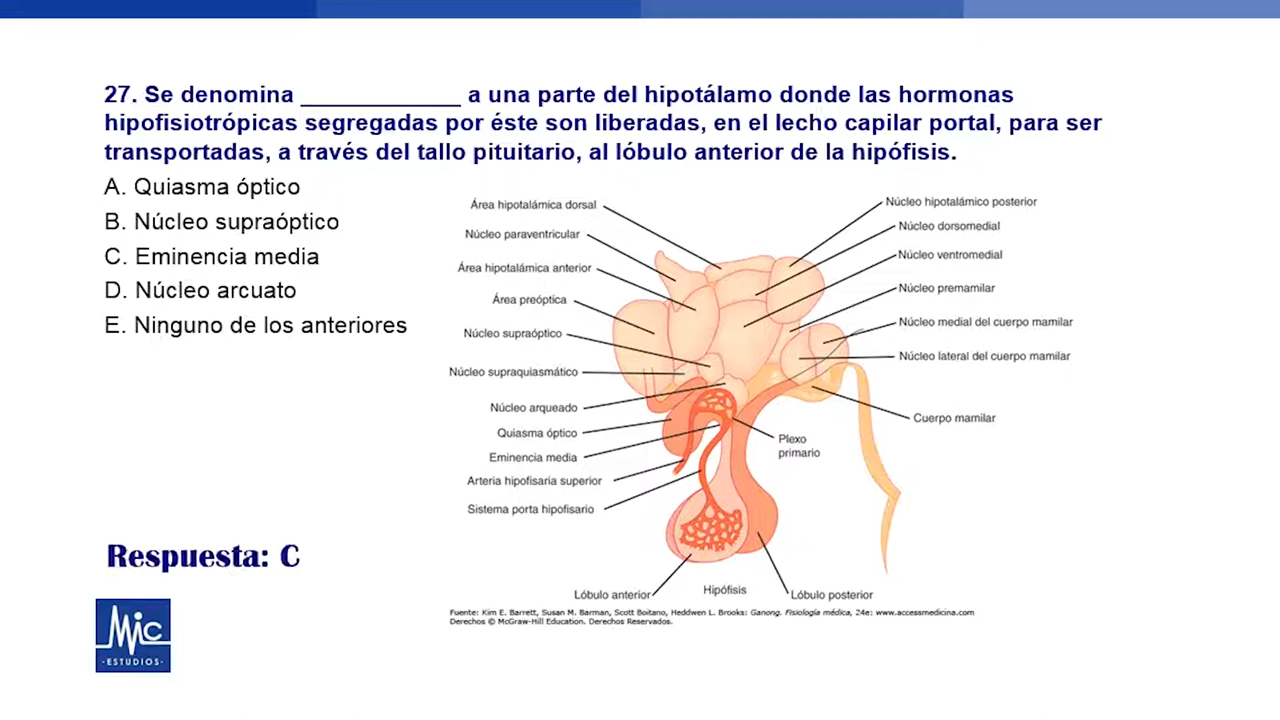 27. Se denomina ____________ a una parte del hipotálamo donde las hormonas
hipofisiotrópicas segregadas por éste son liberadas, en el lecho capilar portal, para ser
transportadas, a través del tallo pituitario, al lóbulo anterior de la hipófisis.
A. Quiasma óptico
B. Núcleo supraóptico
C. Eminencia media
D. Núcleo arcuato
E. Ninguno de los anteriores
Área hipotalámica dorsal
Núcleo paraventricular
Área hipotalámica anterior
Área preóptica
Núcleo supraóptico
Núcleo supraquiasmático
Núcleo arqueado
Quiasma óptico
Eminencia media
Arteria hipofisaria superior
Sistema porta hipofisario
Núcleo hipotalámico posterior
Núcleo dorsomedial
Núcleo ventromedial
Núcleo premamilar
Núcleo medial del cuerpo mamilar
Núcleo lateral del cuerpo mamilar
Cuerpo mamilar
Plexo
primario
Lóbulo anterior
Hipófisis
Lóbulo posterior
Fuente: Kim E. Barrett, Susan M. Barman, Scott Boitano, Heddwen L. Brooks: Ganong. Fisiología médica, 24e: www.accessmedicina.com
Derechos © McGraw-Hill Education. Derechos Reservados.
Respuesta: C
Mic
·ESTUDIOS·